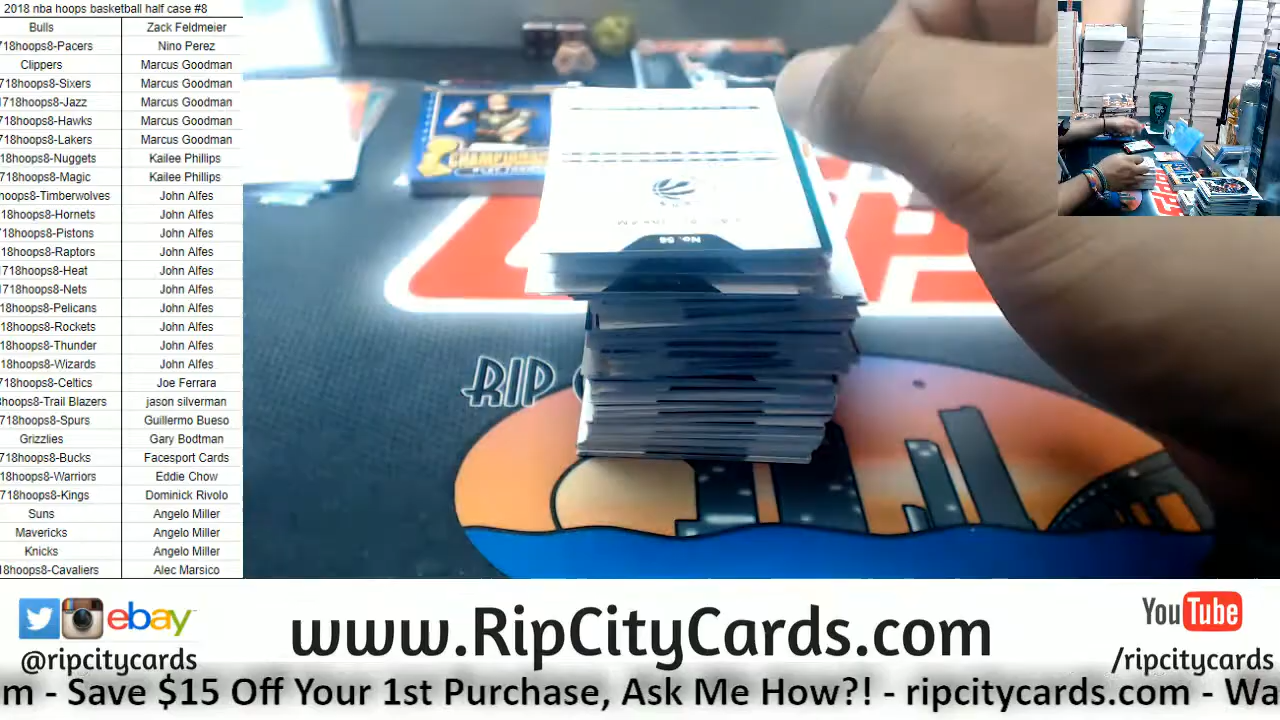 2018 nba hoops basketball half case #8
Bulls Zack Feldmeier
718hoops8-Pacers Nino Perez
Clippers Marcus Goodman
718hoops8-Sixers Marcus Goodman
1718hoops8-Jazz Marcus Goodman
718hoops8-Hawks Marcus Goodman
718hoops8-Lakers Marcus Goodman
18hoops8-Nuggets Kailee Phillips
718hoops8-Magic Kailee Phillips
hoops8-Timberwolves John Alfes
18hoops8-Hornets John Alfes
718hoops8-Pistons John Alfes
18hoops8-Raptors John Alfes
1718hoops8-Heat John Alfes
1718hoops8-Nets John Alfes
18hoops8-Pelicans John Alfes
18hoops8-Rockets John Alfes
18hoops8-Thunder John Alfes
18hoops8-Wizards John Alfes
718hoops8-Celtics Joe Ferrara
hoops8-Trail Blazers jason silverman
718hoops8-Spurs Guillermo Bueso
Grizzlies Gary Bodtman
718hoops8-Bucks Facesport Cards
18hoops8-Warriors Eddie Chow
718hoops8-Kings Dominick Rivolo
Suns Angelo Miller
Mavericks Angelo Miller
Knicks Angelo Miller
18hoops8-Cavaliers Alec Marsico
No. 56
RIP
ebay
@ripcitycards
www.RipCityCards.com
YouTube
/ripcitycards
m - Save $15 Off Your 1st Purchase, Ask Me How?! - ripcitycards.com - Wa